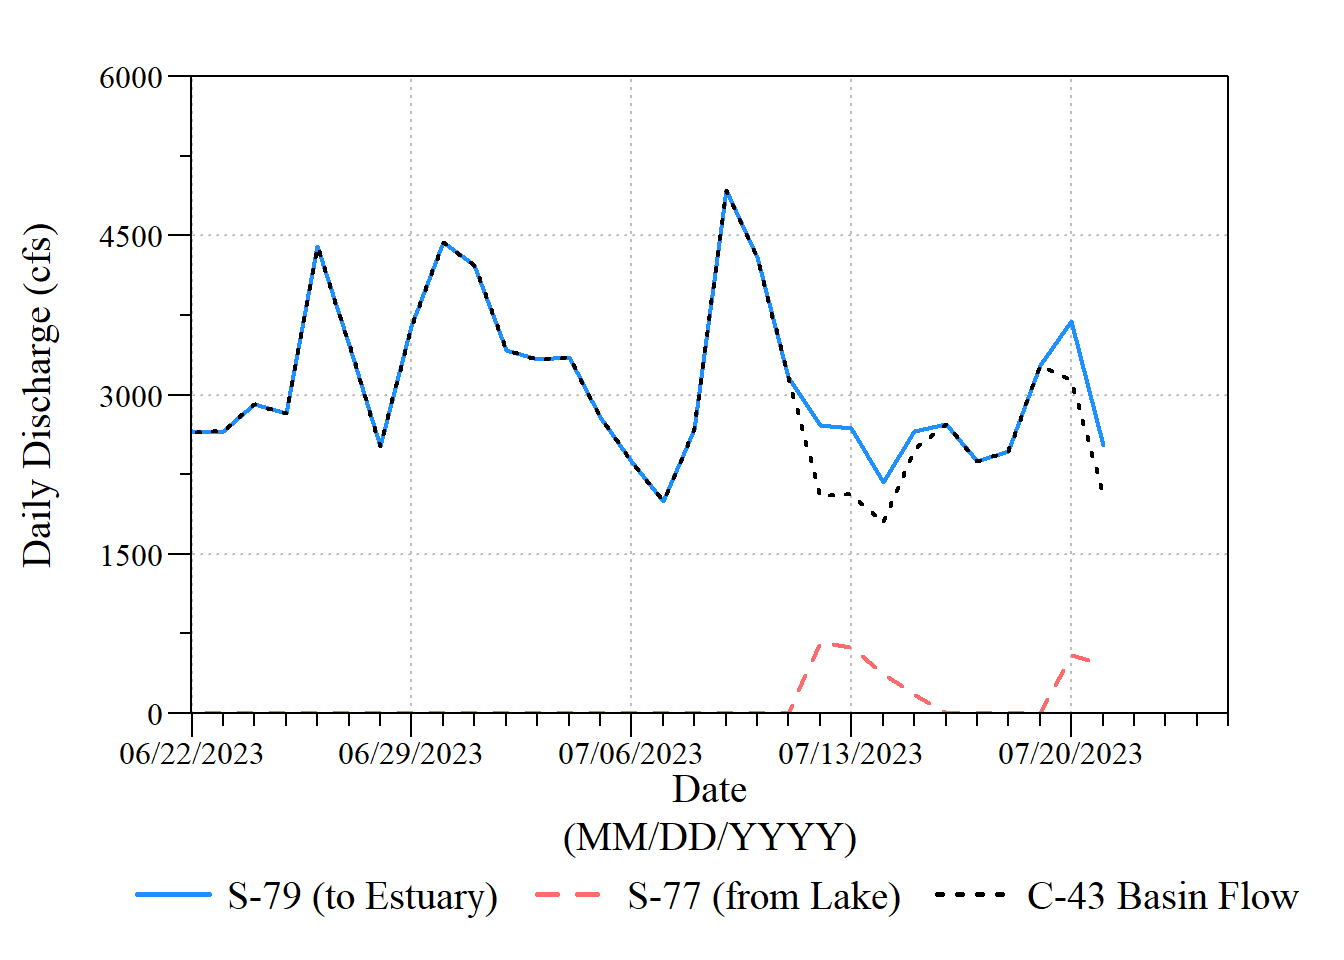 6000
4500
3000
1500
0
Daily Discharge (cfs)
06/22/2023 06/29/2023 07/06/2023 07/13/2023 07/20/2023
Date
(MM/DD/YYYY)
S-79 (to Estuary) S-77 (from Lake) C-43 Basin Flow